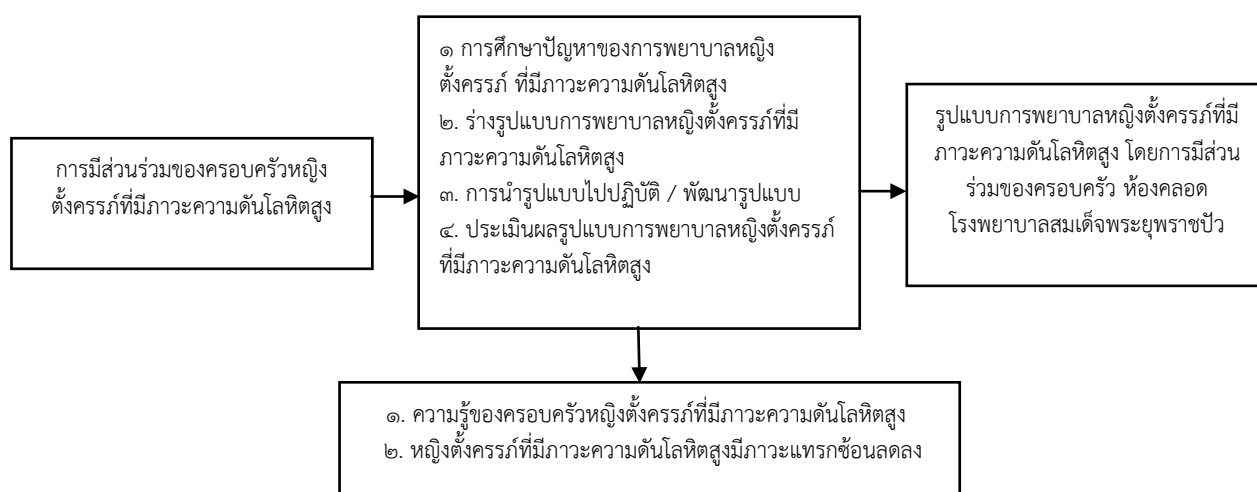 การมีส่วนร่วมของครอบครัวหญิง
ตั้งครรภ์ที่มีภาวะความดันโลหิตสูง
๑ การศึกษาปัญหาของการพยาบาลหญิง
ตั้งครรภ์ ที่มีภาวะความดันโลหิตสูง
๒. ร่างรูปแบบการพยาบาลหญิงตั้งครรภ์ที่มี
ภาวะความดันโลหิตสูง
๓. การนำรูปแบบไปปฏิบัติ / พัฒนารูปแบบ
๔. ประเมินผลรูปแบบการพยาบาลหญิงตั้งครรภ์
ที่มีภาวะความดันโลหิตสูง
รูปแบบการพยาบาลหญิงตั้งครรภ์ที่มี
ภาวะความดันโลหิตสูง โดยการมีส่วน
ร่วมของครอบครัว ห้องคลอด
โรงพยาบาลสมเด็จพระยุพราชปัว
๑. ความรู้ของครอบครัวหญิงตั้งครรภ์ที่มีภาวะความดันโลหิตสูง
๒. หญิงตั้งครรภ์ที่มีภาวะความดันโลหิตสูงมีภาวะแทรกซ้อนลดลง